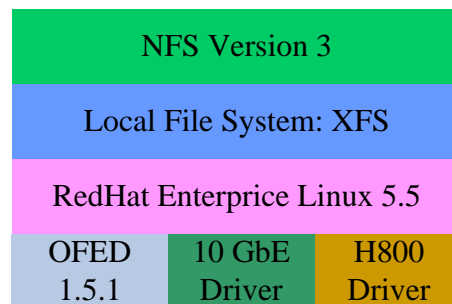 NFS Version 3
Local File System: XFS
RedHat Enterprice Linux 5.5
OFED
1.5.1
10 GbE
Driver
H800
Driver